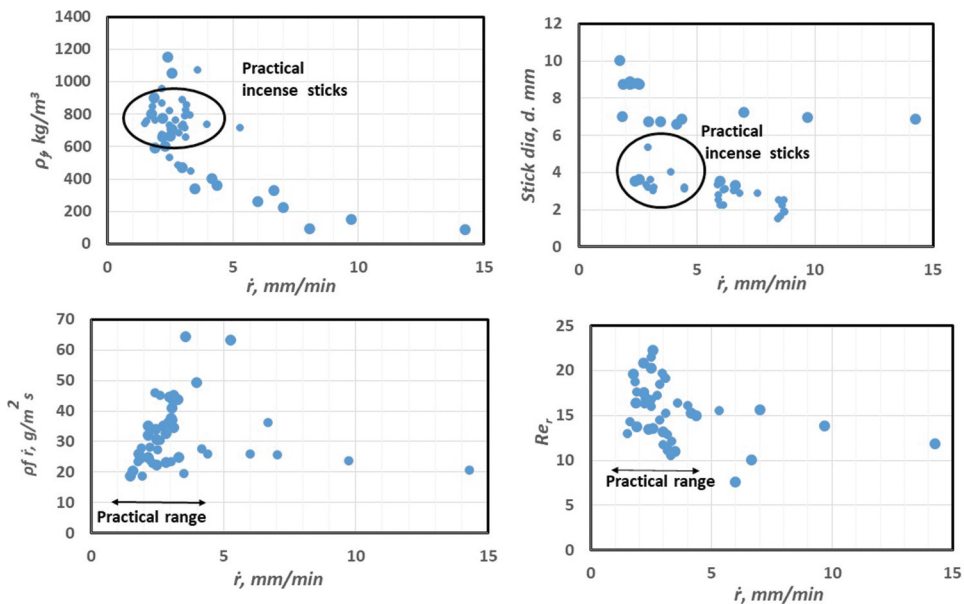 1400
1200
1000
800
600
400
200
0
ρf, kg/m³
Practical
incense sticks
0 5 10 15
ṙ, mm/min
12
10
8
6
4
2
0
Stick dia, d. mm
Practical
incense sticks
0 5 10 15
ṙ, mm/min
70
60
50
40
30
20
10
0
ρf ṙ, g/m² s
Practical range
0 5 10 15
ṙ, mm/min
25
20
15
10
5
0
Reᵣ
Practical range
0 5 10 15
ṙ, mm/min